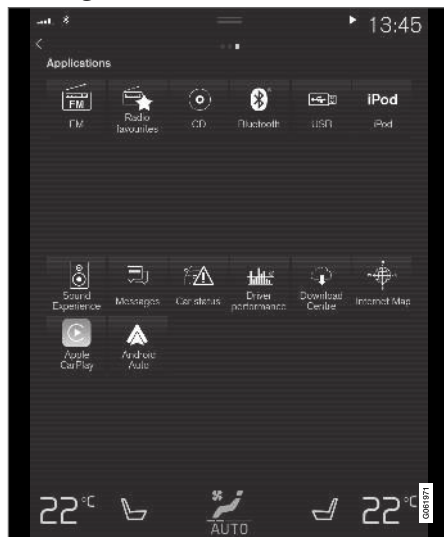 13:45
Applications
FM
iPod
FM
Radio
favourites
CD
Bluetooth
USB
iPod
Sound
Experience
Messages
Car status
Driver
performance
Download
Centre
Internet Map
Apple
CarPlay
Android
Auto
22°C
AUTO
22°C
G061971